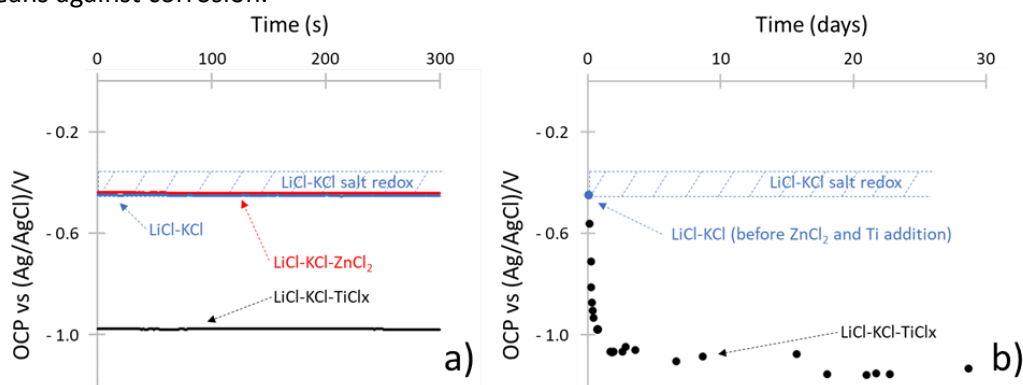 Time (s)
0 100 200 300
OCP vs (Ag/AgCl)/V
- 0.2
- 0.6
- 1.0
LiCl-KCl salt redox
LiCl-KCl
LiCl-KCl-ZnCl2
LiCl-KCl-TiClx
a)
Time (days)
0 10 20 30
OCP vs (Ag/AgCl)/V
- 0.2
- 0.6
- 1.0
LiCl-KCl salt redox
LiCl-KCl (before ZnCl2 and Ti addition)
LiCl-KCl-TiClx
b)